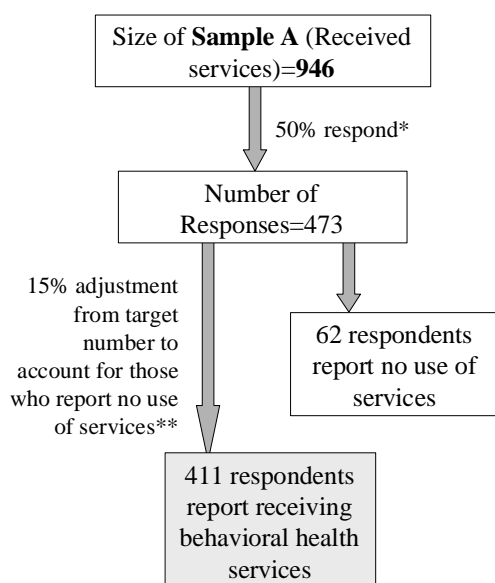 Size of Sample A (Received
services)=946
50% respond*
Number of
Responses=473
15% adjustment
from target
number to
account for those
who report no use
of services**
62 respondents
report no use of
services
411 respondents
report receiving
behavioral health
services